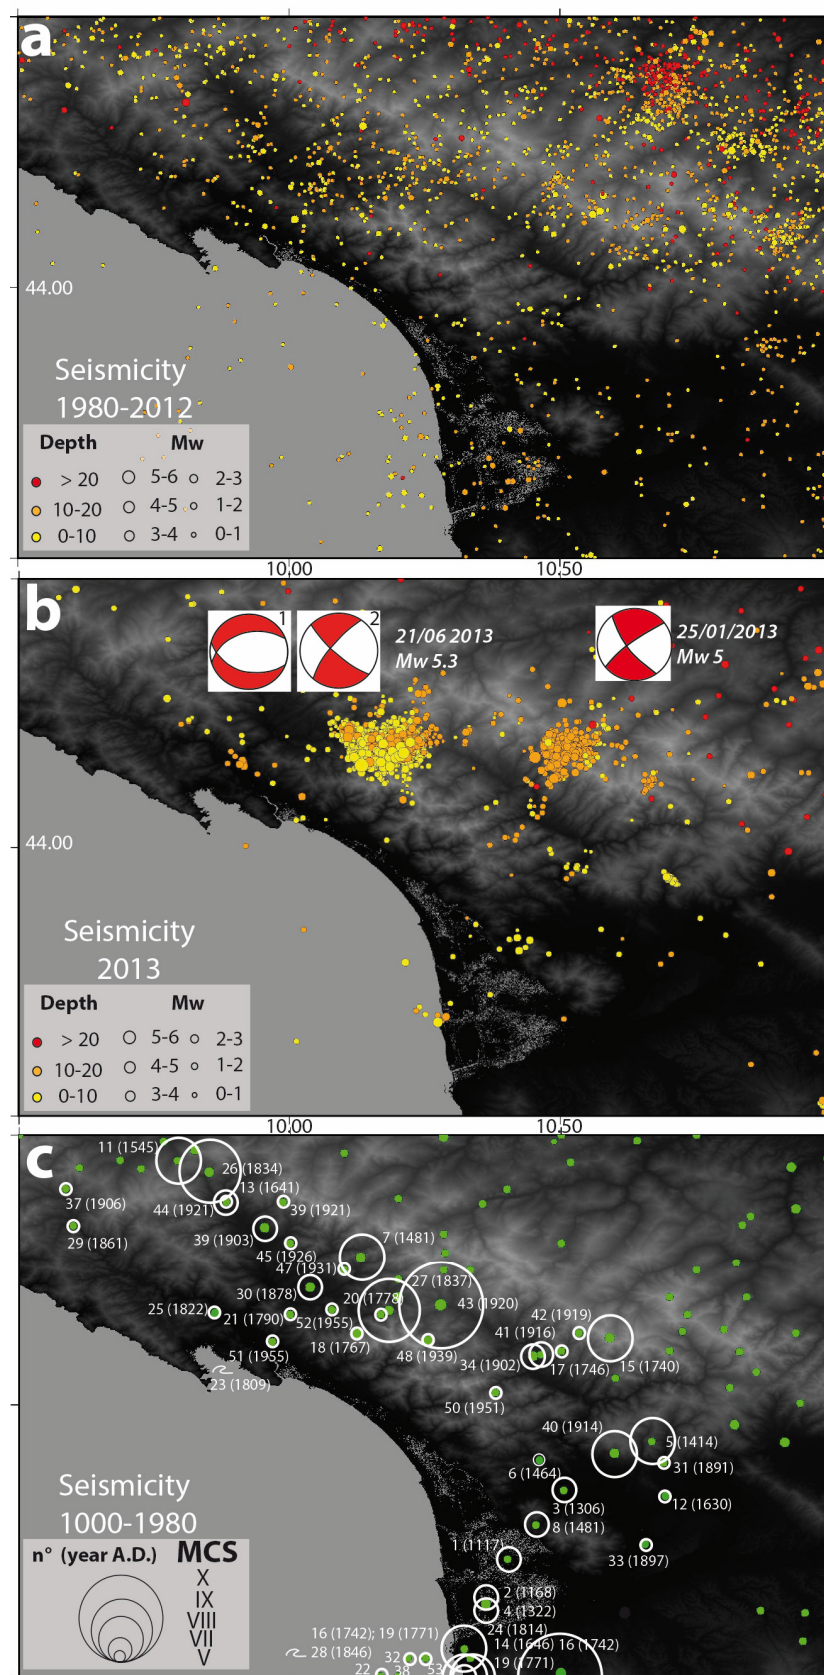 a
44.00
Seismicity
1980-2012
Depth Mw
> 20 5-6 2-3
10-20 4-5 1-2
0-10 3-4 0-1
10.00 10.50
b
1 2
21/06 2013
Mw 5.3
25/01/2013
Mw 5
44.00
Seismicity
2013
Depth Mw
> 20 5-6 2-3
10-20 4-5 1-2
0-10 3-4 0-1
10.00 10.50
c
11 (1545)
26 (1834)
13 (1641)
37 (1906)
44 (1921)
39 (1921)
29 (1861)
39 (1903)
7 (1481)
45 (1926)
47 (1931)
27 (1837)
30 (1878)
20 (1778)
43 (1920)
25 (1822)
21 (1790)
52(1955)
42 (1919)
41 (1916)
18 (1767)
48 (1939)
51 (1955)
34 (1902)
17 (1746)
15 (1740)
23 (1809)
50 (1951)
40 (1914)
5 (1414)
31 (1891)
6 (1464)
3 (1306)
12 (1630)
8 (1481)
1 (1117)
33 (1897)
Seismicity
1000-1980
n° (year A.D.) MCS
X
IX
VIII
VII
V
2 (1168)
4 (1322)
24 (1814)
16 (1742); 19 (1771)
14 (1646) 16 (1742)
28 (1846)
32
19 (1771)
22 38 53